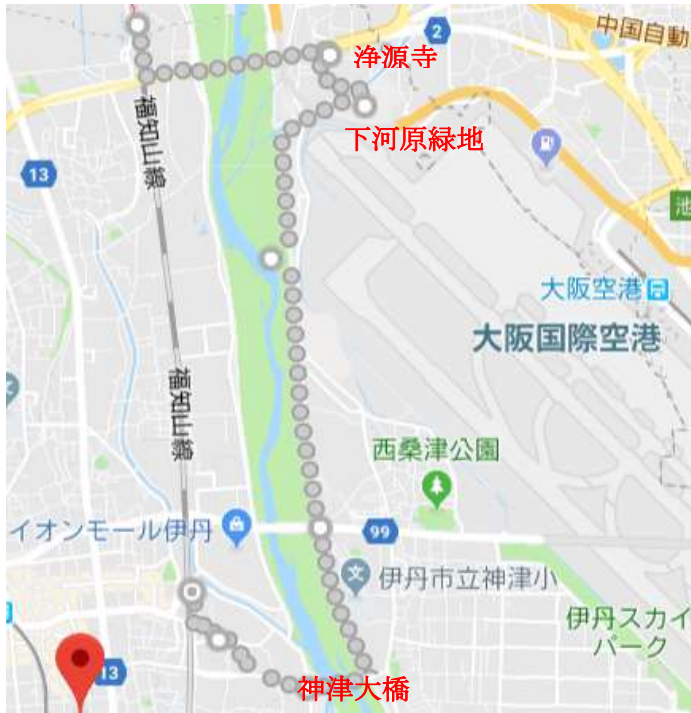 2
中国自動
浄源寺
下河原緑地
福知山線
13
池
大阪空港
大阪国際空港
福知山線
西桑津公園
イオンモール伊丹
99
文
伊丹市立神津小
伊丹スカイ
パーク
13
神津大橋